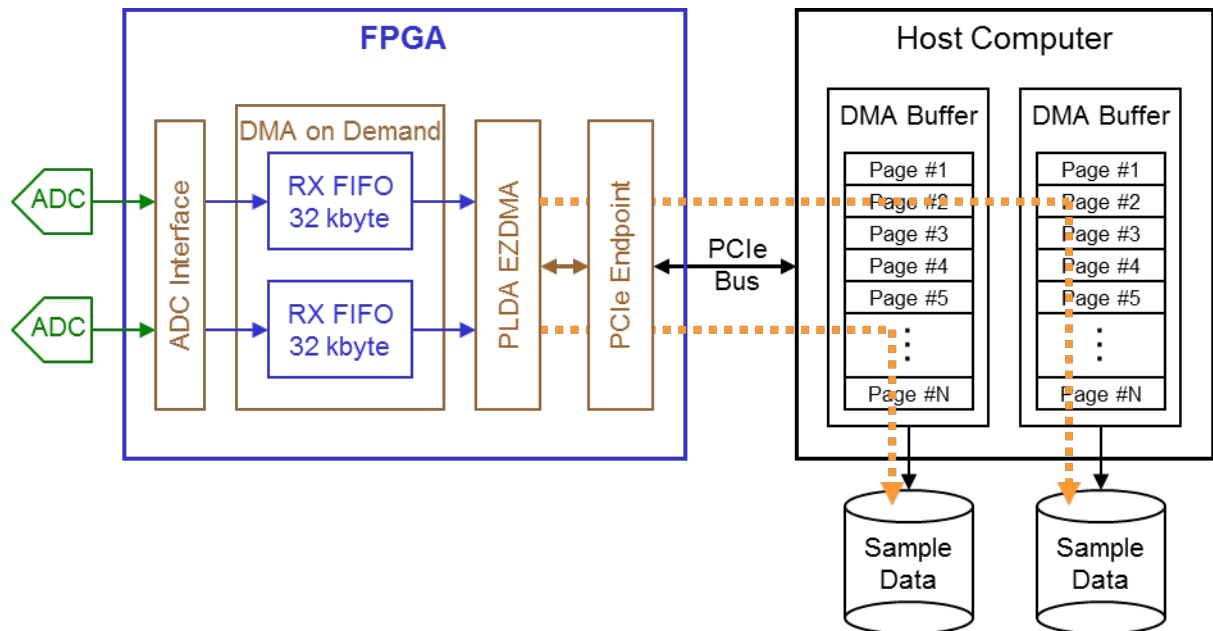 FPGA
Host Computer
DMA on Demand
ADC
ADC
ADC Interface
RX FIFO
32 kbyte
RX FIFO
32 kbyte
PLDA EZDMA
PCIe Endpoint
PCIe
Bus
DMA Buffer
Page #1
Page #2
Page #3
Page #4
Page #5
Page #N
DMA Buffer
Page #1
Page #2
Page #3
Page #4
Page #5
Page #N
Sample
Data
Sample
Data